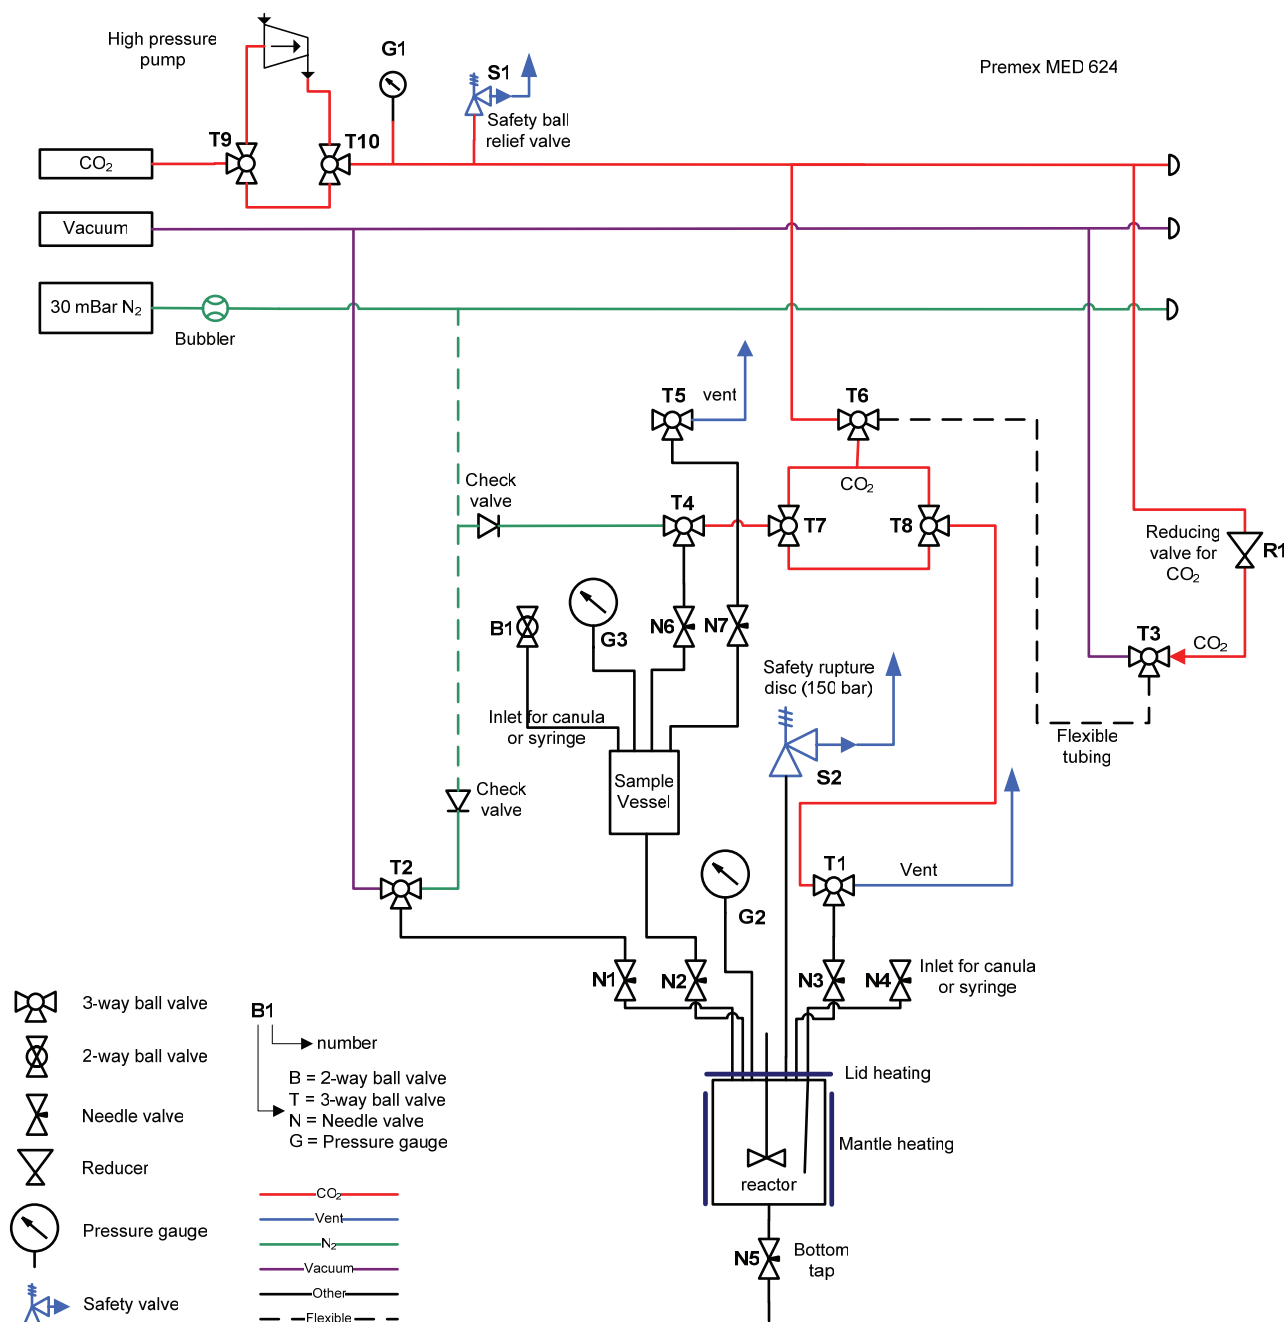 High pressure
pump
G1
S1
Safety ball
relief valve
Premex MED 624
T9
T10
CO2
Vacuum
30 mBar N2
Bubbler
T5
vent
T6
CO2
Check
valve
T4
T7
T8
Reducing
valve for
CO2
R1
B1
G3
N6
N7
T3
CO2
Safety rupture
disc (150 bar)
Inlet for canula
or syringe
Flexible
tubing
Sample
Vessel
S2
Check
valve
T2
G2
T1
Vent
N1
N2
N3
N4
Inlet for canula
or syringe
Lid heating
Mantle heating
reactor
N5
Bottom
tap
3-way ball valve
2-way ball valve
Needle valve
Reducer
Pressure gauge
Safety valve
B1
number
B = 2-way ball valve
T = 3-way ball valve
N = Needle valve
G = Pressure gauge
CO2
Vent
N2
Vacuum
Other
Flexible